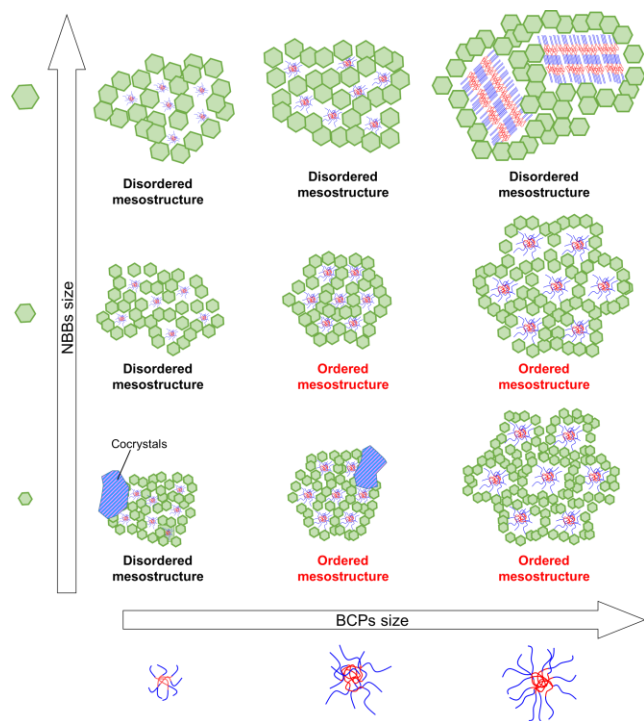 Disordered
mesostructure
Disordered
mesostructure
Disordered
mesostructure
NBBs size
Disordered
mesostructure
Ordered
mesostructure
Ordered
mesostructure
Cocrystals
Disordered
mesostructure
Ordered
mesostructure
Ordered
mesostructure
BCPs size